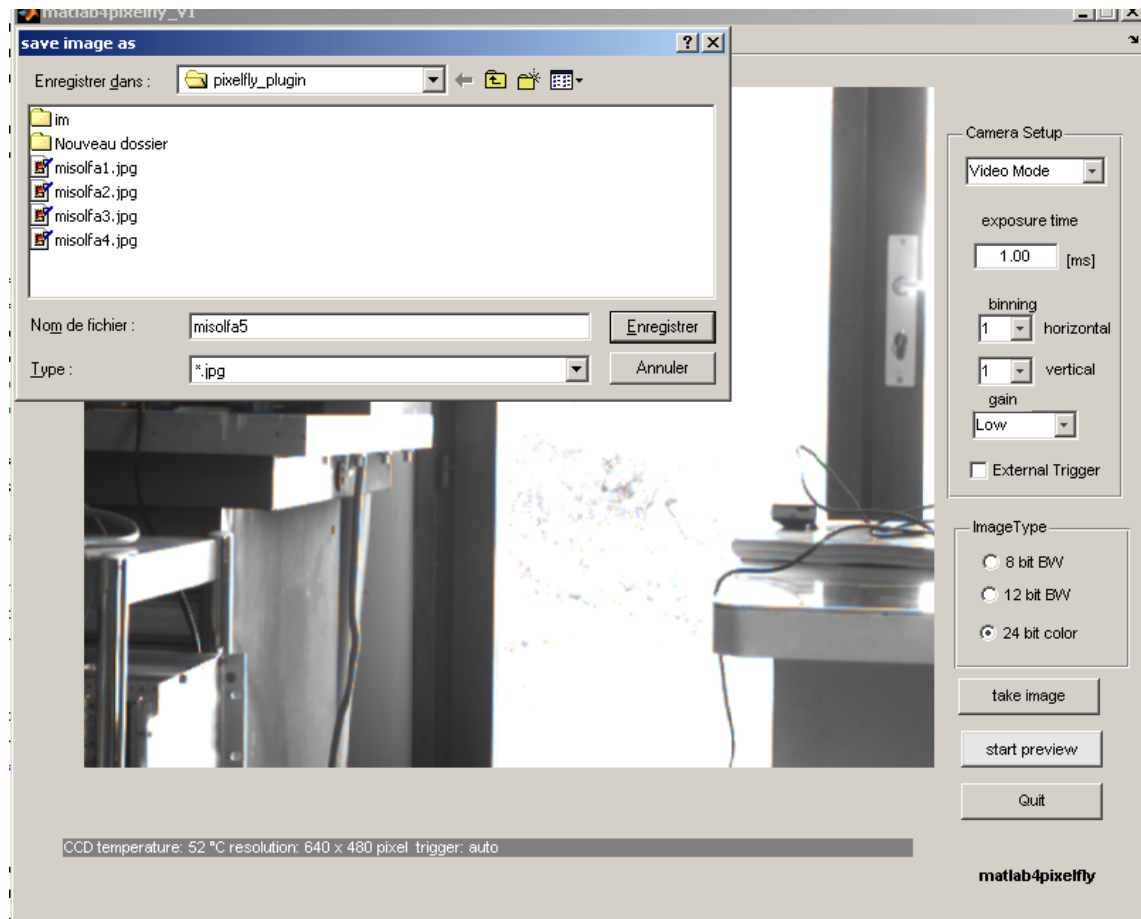 matlab4pixelfly_v1
save image as
Enregistrer dans :
pixelfly_plugin
im
Nouveau dossier
misolfa1.jpg
misolfa2.jpg
misolfa3.jpg
misolfa4.jpg
Nom de fichier :
misolfa5
Enregistrer
Type :
*.jpg
Annuler
Camera Setup
Video Mode
exposure time
1.00
[ms]
binning
1
horizontal
1
vertical
gain
Low
External Trigger
ImageType
8 bit BW
12 bit BW
24 bit color
take image
start preview
Quit
CCD temperature: 52 °C resolution: 640 x 480 pixel trigger: auto
matlab4pixelfly